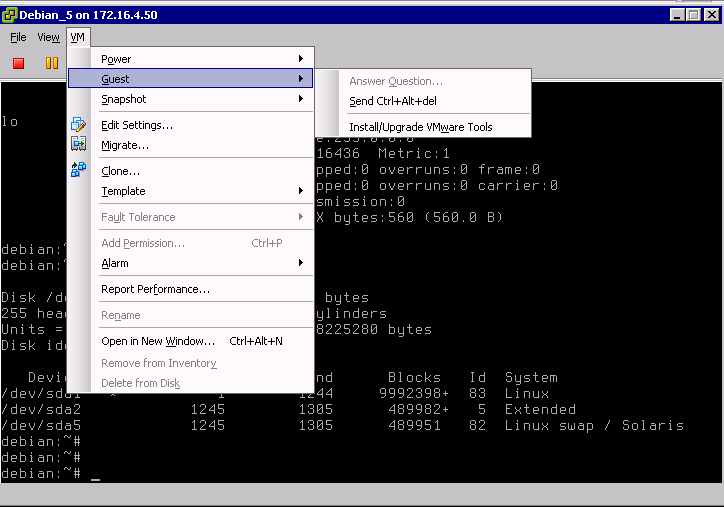 Debian_5 on 172.16.4.50
File View VM
Power
Guest
Snapshot
Edit Settings...
Migrate...
Clone...
Template
Fault Tolerance
Add Permission... Ctrl+P
Alarm
Report Performance...
Rename
Open in New Window... Ctrl+Alt+N
Remove from Inventory
Delete from Disk
Answer Question...
Send Ctrl+Alt+del
Install/Upgrade VMware Tools
lo
16436 Metric:1
pped:0 overruns:0 frame:0
pped:0 overruns:0 carrier:0
smission:0
X bytes:560 (560.0 B)
debian:~
debian:~
Disk /de bytes
255 head ylinders
Units = 8225280 bytes
Disk ide
Devic nd Blocks Id System
/dev/sda1 * 1 1244 9992398+ 83 Linux
/dev/sda2 1245 1305 489982+ 5 Extended
/dev/sda5 1245 1305 489951 82 Linux swap / Solaris
debian:~#
debian:~#
debian:~# _